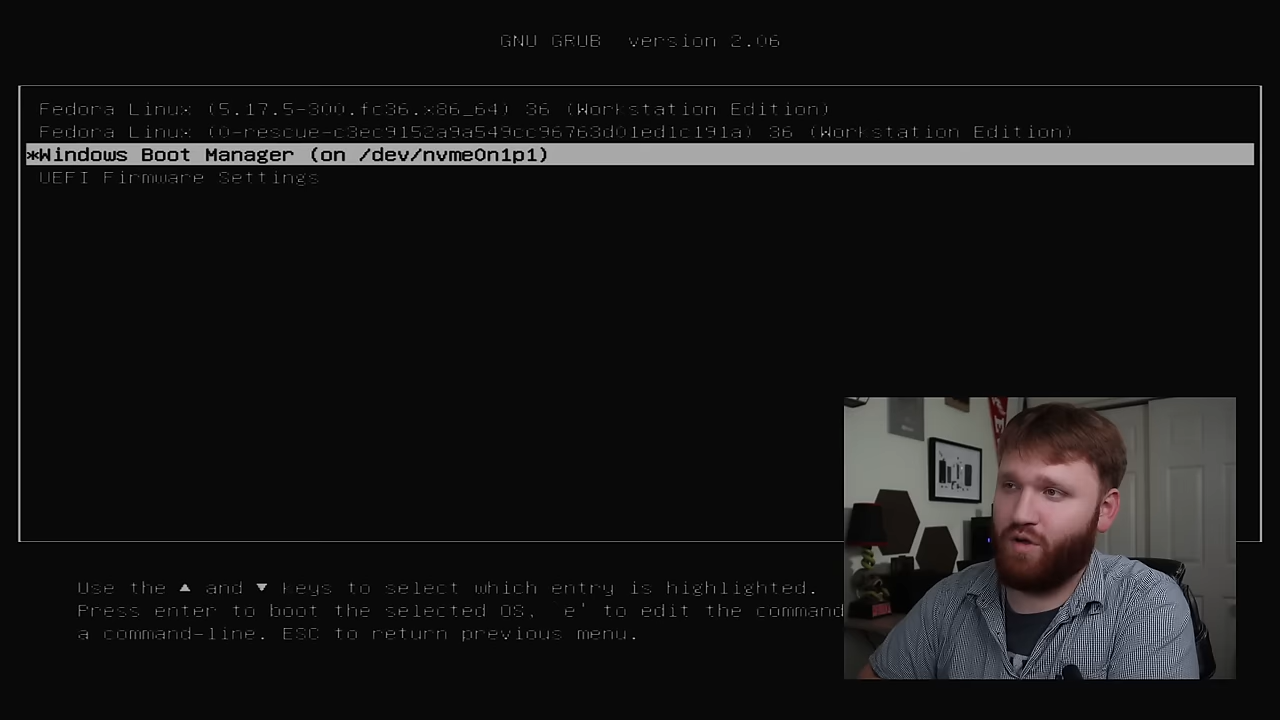 GNU GRUB version 2.06
Fedora Linux (5.17.5-300.fc36.x86_64) 36 (Workstation Edition)
Fedora Linux (0-rescue-c3ec9152a9a549cc96763d01ed1c191a) 36 (Workstation Edition)
*Windows Boot Manager (on /dev/nvme0n1p1)
UEFI Firmware Settings
Use the ▲ and ▼ keys to select which entry is highlighted.
Press enter to boot the selected OS, `e' to edit the command
a command-line. ESC to return previous menu.